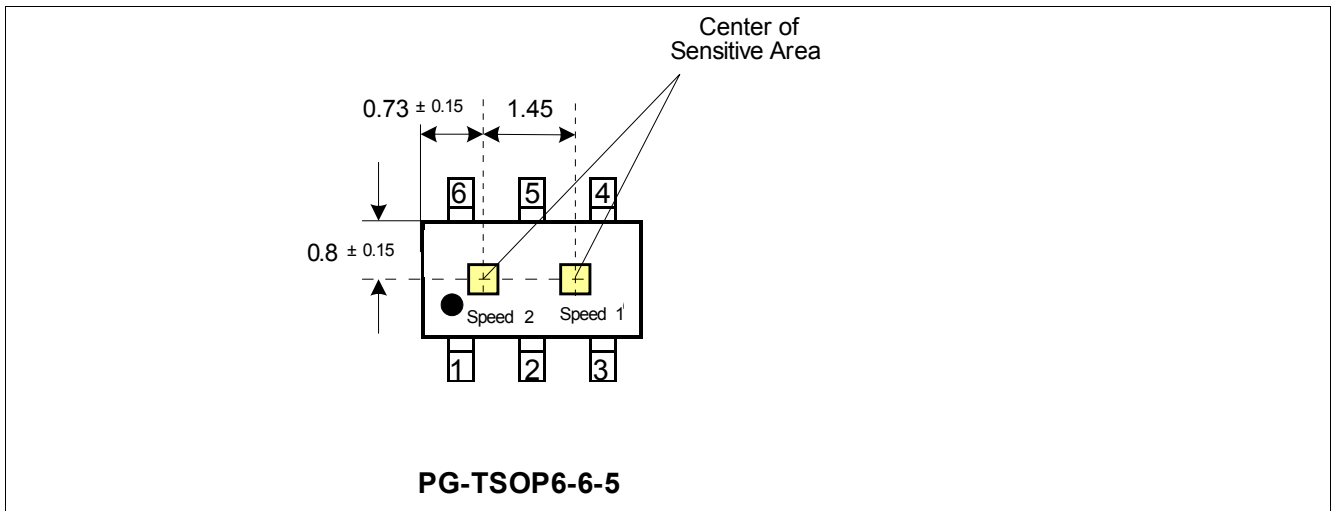 Center of
Sensitive Area
0.73 ± 0.15
1.45
6 5 4
0.8 ± 0.15
Speed 2
Speed 1
1 2 3
PG-TSOP6-6-5